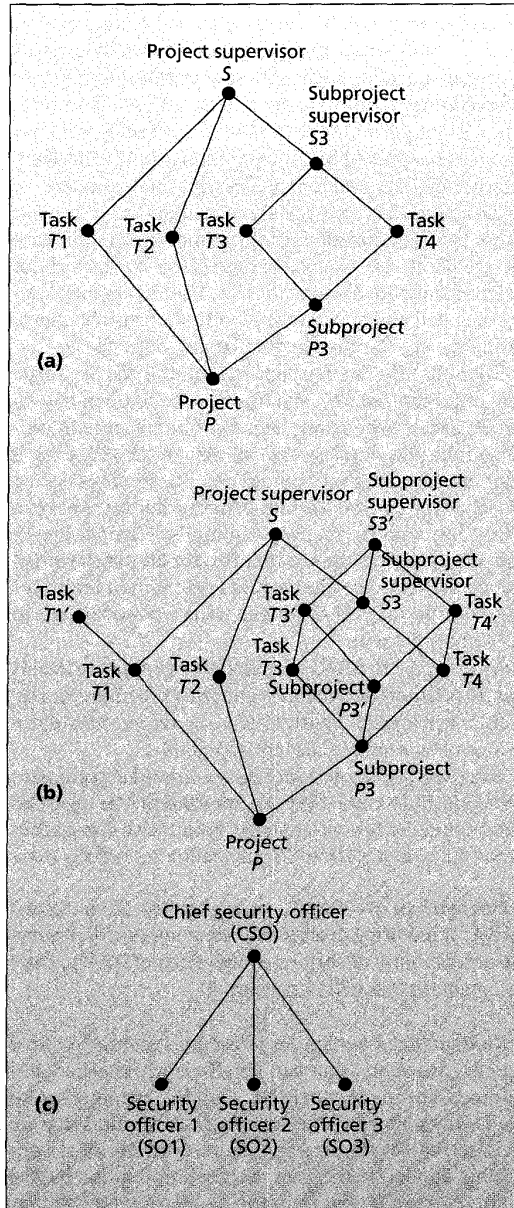 Project supervisor
S
Subproject
supervisor
S3
Task
T1
Task
T2
Task
T3
Task
T4
Subproject
P3
(a)
Project
P
Project supervisor
S
Subproject
supervisor
S3′
Subproject
supervisor
S3
Task
T1′
Task
T3′
Task
T4′
Task
T1
Task
T2
Task
T3
Subproject
P3′
Task
T4
Subproject
P3
(b)
Project
P
Chief security officer
(CSO)
(c)
Security
officer 1
(SO1)
Security
officer 2
(SO2)
Security
officer 3
(SO3)